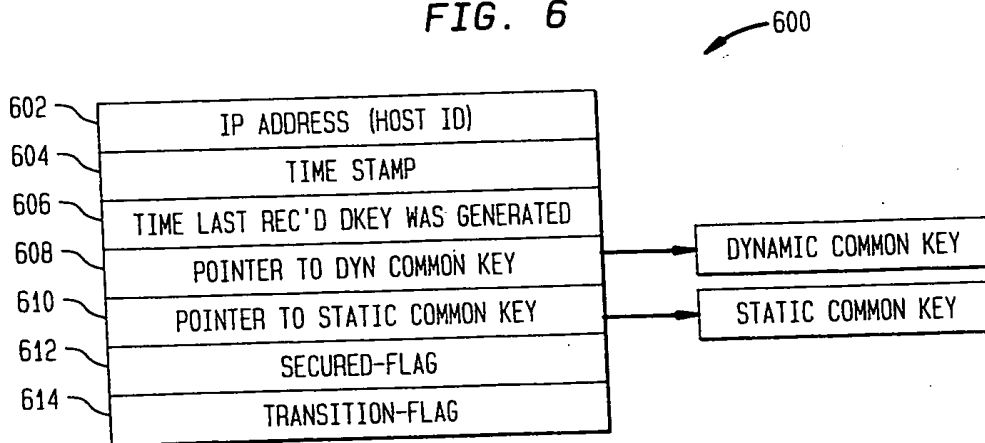 FIG. 6
600
602
IP ADDRESS (HOST ID)
604
TIME STAMP
606
TIME LAST REC'D DKEY WAS GENERATED
608
POINTER TO DYN COMMON KEY
DYNAMIC COMMON KEY
610
POINTER TO STATIC COMMON KEY
STATIC COMMON KEY
612
SECURED-FLAG
614
TRANSITION-FLAG